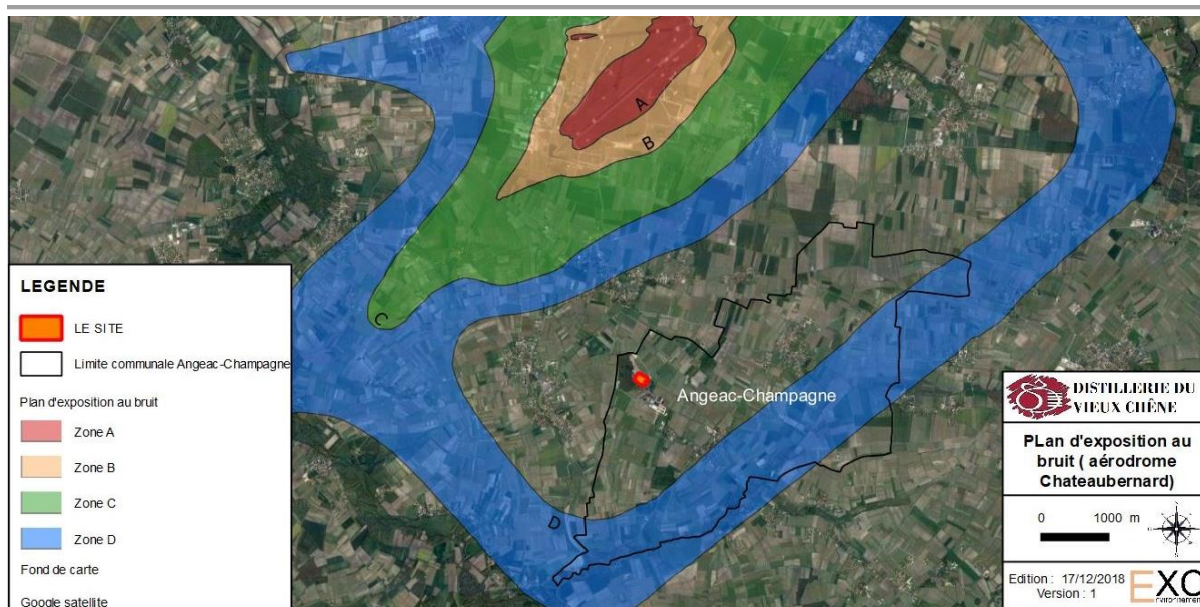 A
B
C
D
Angeac-Champagne
LEGENDE
LE SITE
Limite communale Angeac-Champagne
Plan d'exposition au bruit
Zone A
Zone B
Zone C
Zone D
Fond de carte
Google satellite
DISTILLERIE DU
VIEUX CHÊNE
PLan d'exposition au
bruit ( aérodrome
Chateaubernard)
0 1000 m
Edition : 17/12/2018
Version : 1
EXO
nvironnement